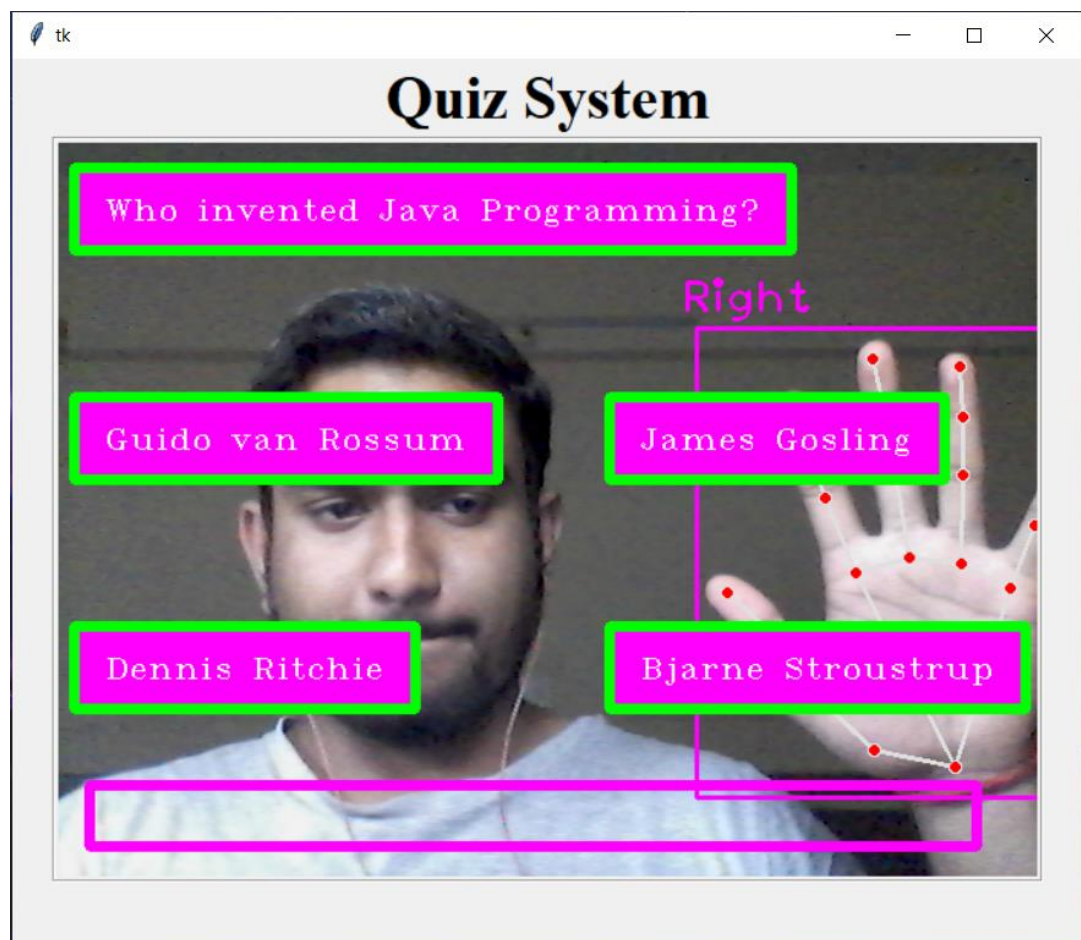 tk
Quiz System
Who invented Java Programming?
Right
Guido van Rossum
James Gosling
Dennis Ritchie
Bjarne Stroustrup